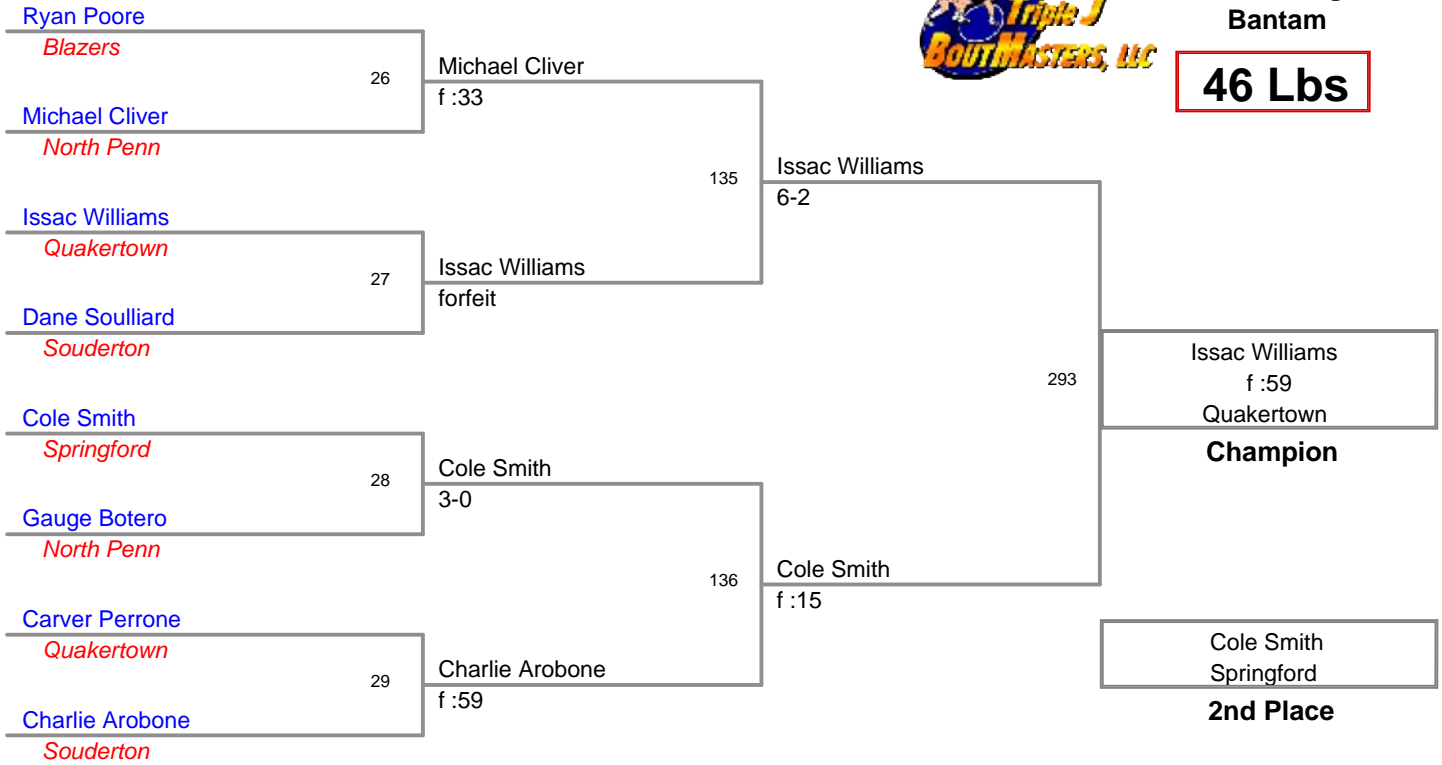 Ryan Poore
Blazers
26
Michael Cliver
f :33
Michael Cliver
North Penn
Triple J
BoutMasters, LLC
Bantam
46 Lbs
135
Issac Williams
6-2
Issac Williams
Quakertown
27
Issac Williams
forfeit
Dane Soulliard
Souderton
293
Issac Williams
f :59
Quakertown
Champion
Cole Smith
Springford
28
Cole Smith
3-0
Gauge Botero
North Penn
136
Cole Smith
f :15
Carver Perrone
Quakertown
29
Charlie Arobone
f :59
Charlie Arobone
Souderton
Cole Smith
Springford
2nd Place